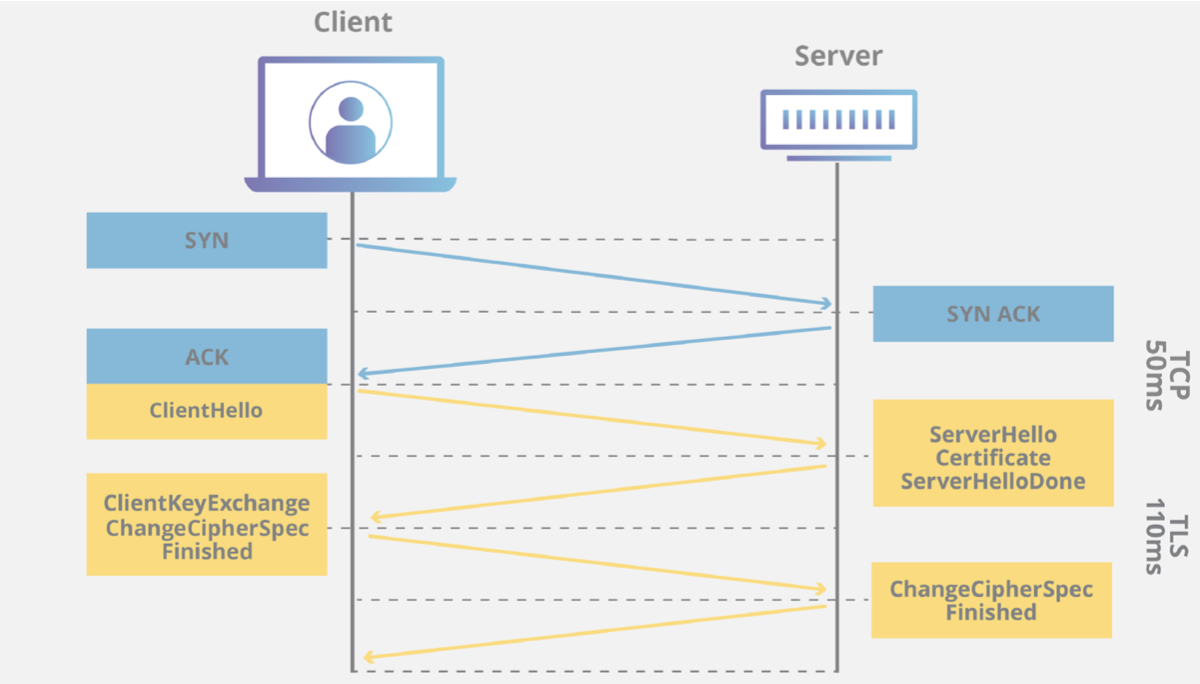 Client
Server
SYN
SYN ACK
ACK
ClientHello
TCP
50ms
ServerHello
Certificate
ServerHelloDone
ClientKeyExchange
ChangeCipherSpec
Finished
TLS
110ms
ChangeCipherSpec
Finished